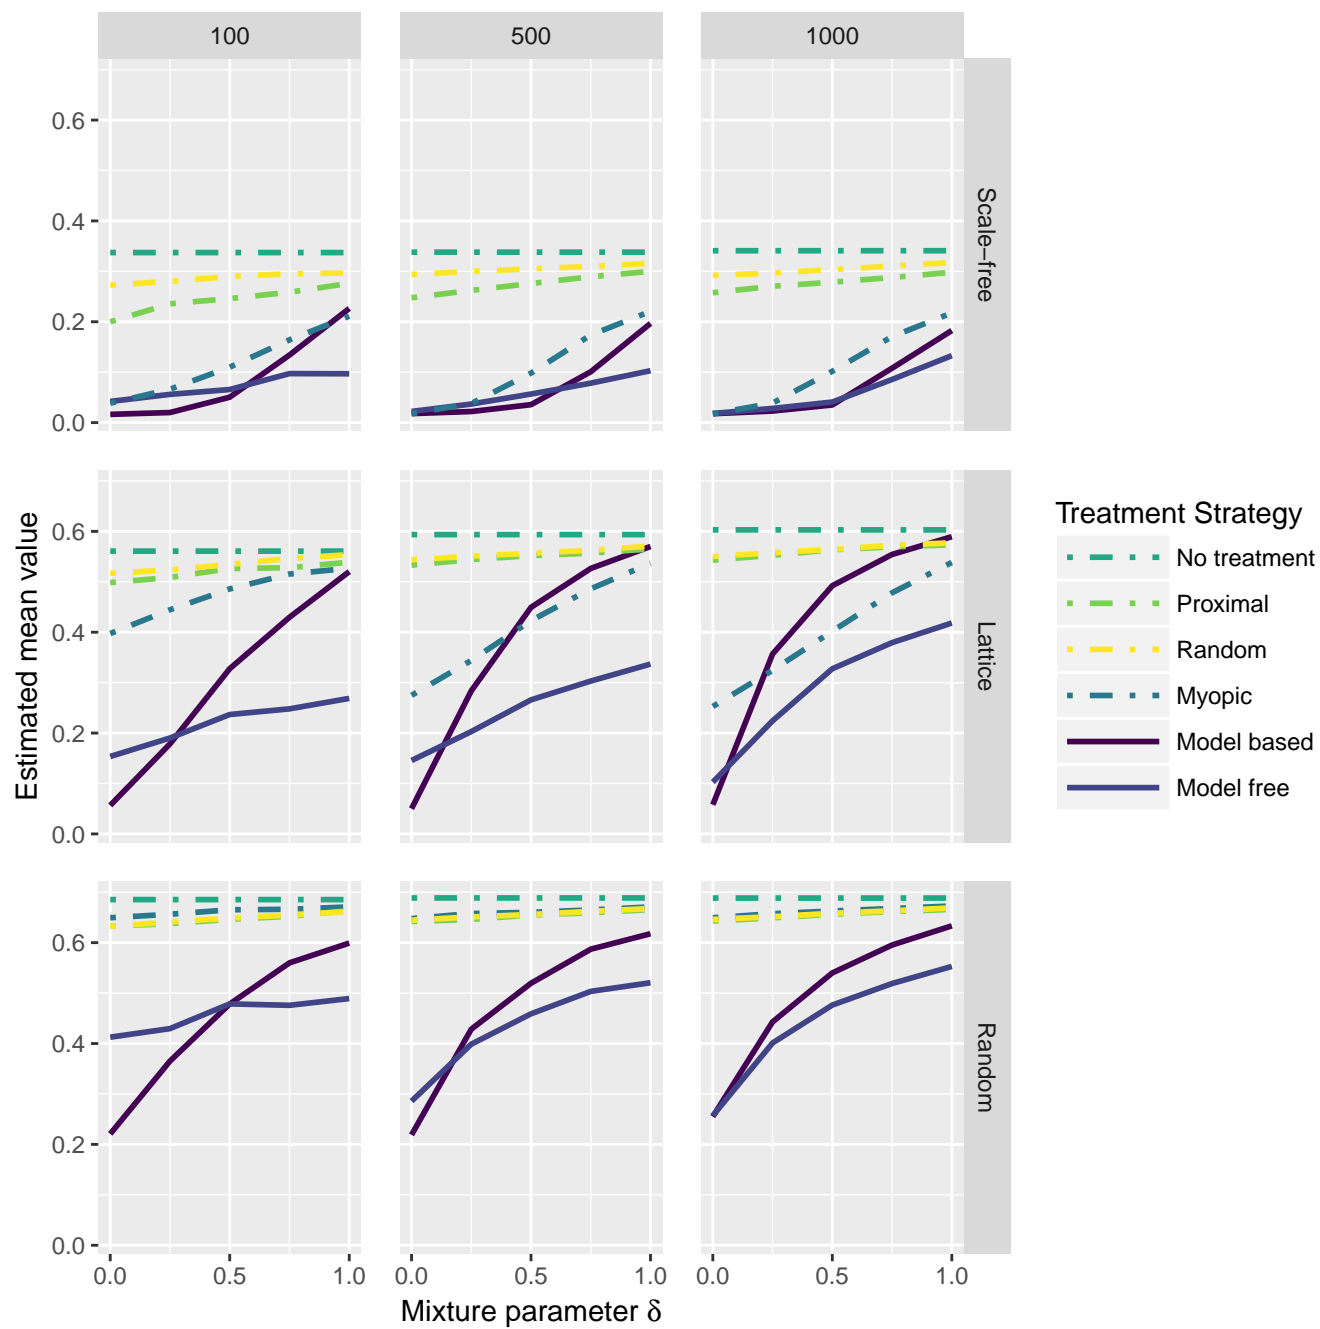 100 500 1000
0.6
0.4
0.2
0.0
Scale−free
0.6
0.4
0.2
0.0
Lattice
0.6
0.4
0.2
0.0
Random
0.0 0.5 1.0 0.0 0.5 1.0 0.0 0.5 1.0
Mixture parameter δ
Estimated mean value
Treatment Strategy
No treatment
Proximal
Random
Myopic
Model based
Model free